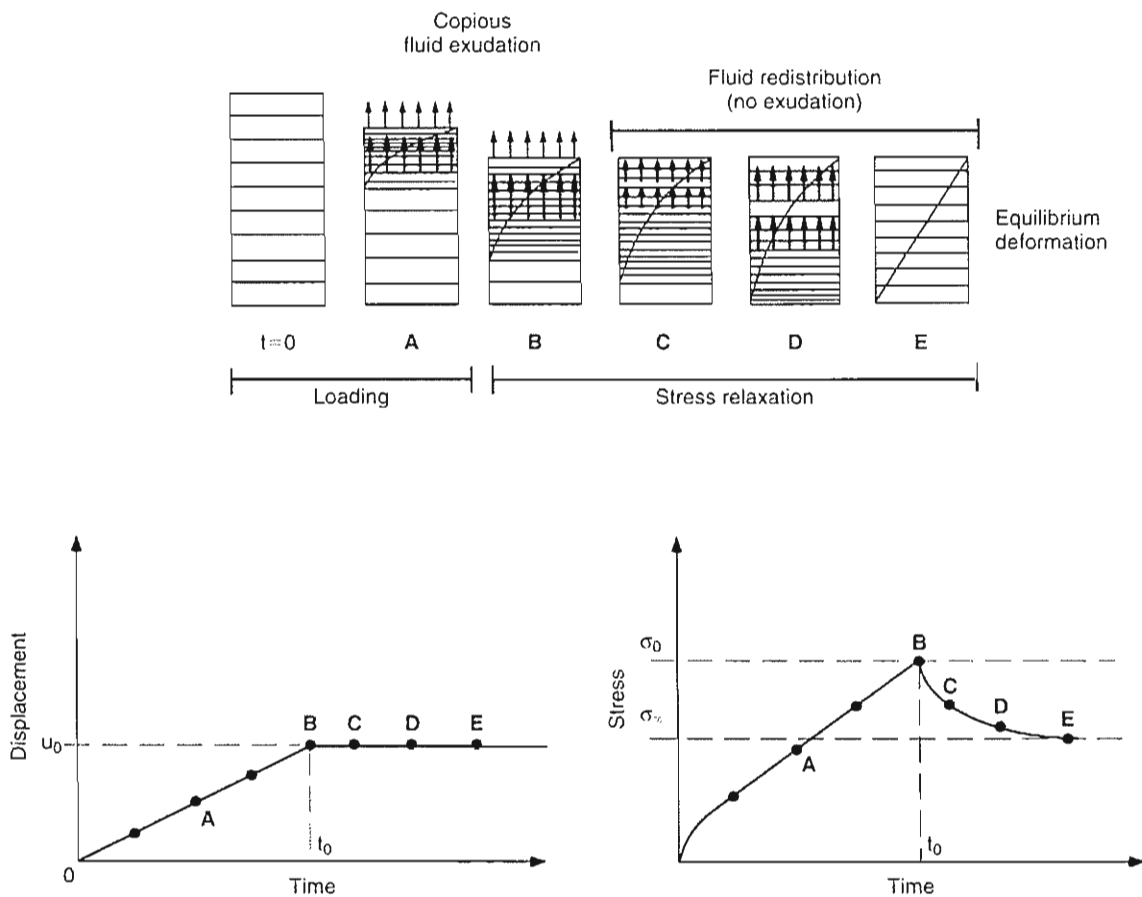 Copious
fluid exudation
Fluid redistribution
(no exudation)
Equilibrium
deformation
t=0 A B C D E
Loading Stress relaxation
Displacement
u₀
B C D E
A
t₀
0
Time
Stress
σ₀
σ∞
B
C
D
E
A
t₀
Time